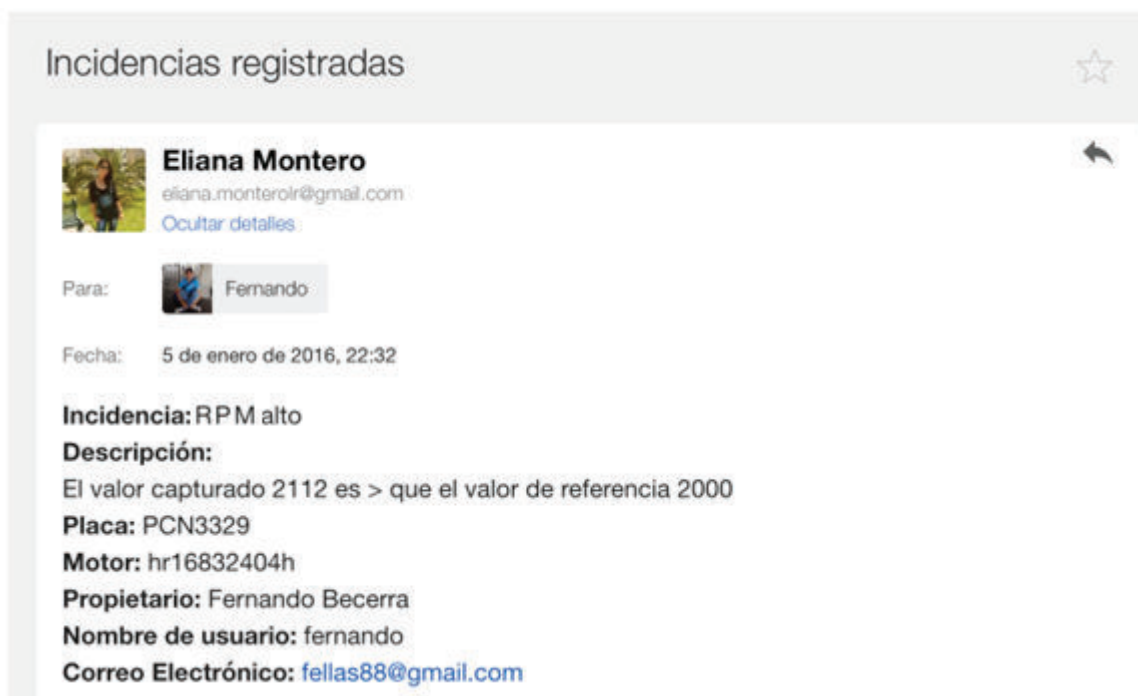 Incidencias registradas
Eliana Montero
eliana.monterolr@gmail.com
Ocultar detalles
Para: Fernando
Fecha: 5 de enero de 2016, 22:32
Incidencia: RPM alto
Descripción:
El valor capturado 2112 es > que el valor de referencia 2000
Placa: PCN3329
Motor: hr16832404h
Propietario: Fernando Becerra
Nombre de usuario: fernando
Correo Electrónico: fellas88@gmail.com